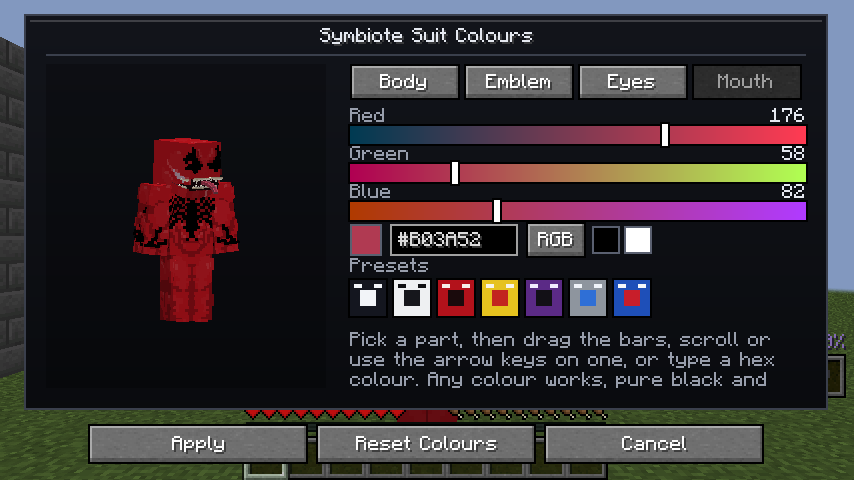 Symbiote Suit Colours
Body Emblem Eyes Mouth
Red 176
Green 58
Blue 82
#B03A52 RGB
Presets
Pick a part, then drag the bars, scroll or
use the arrow keys on one, or type a hex
colour. Any colour works, pure black and
Apply Reset Colours Cancel